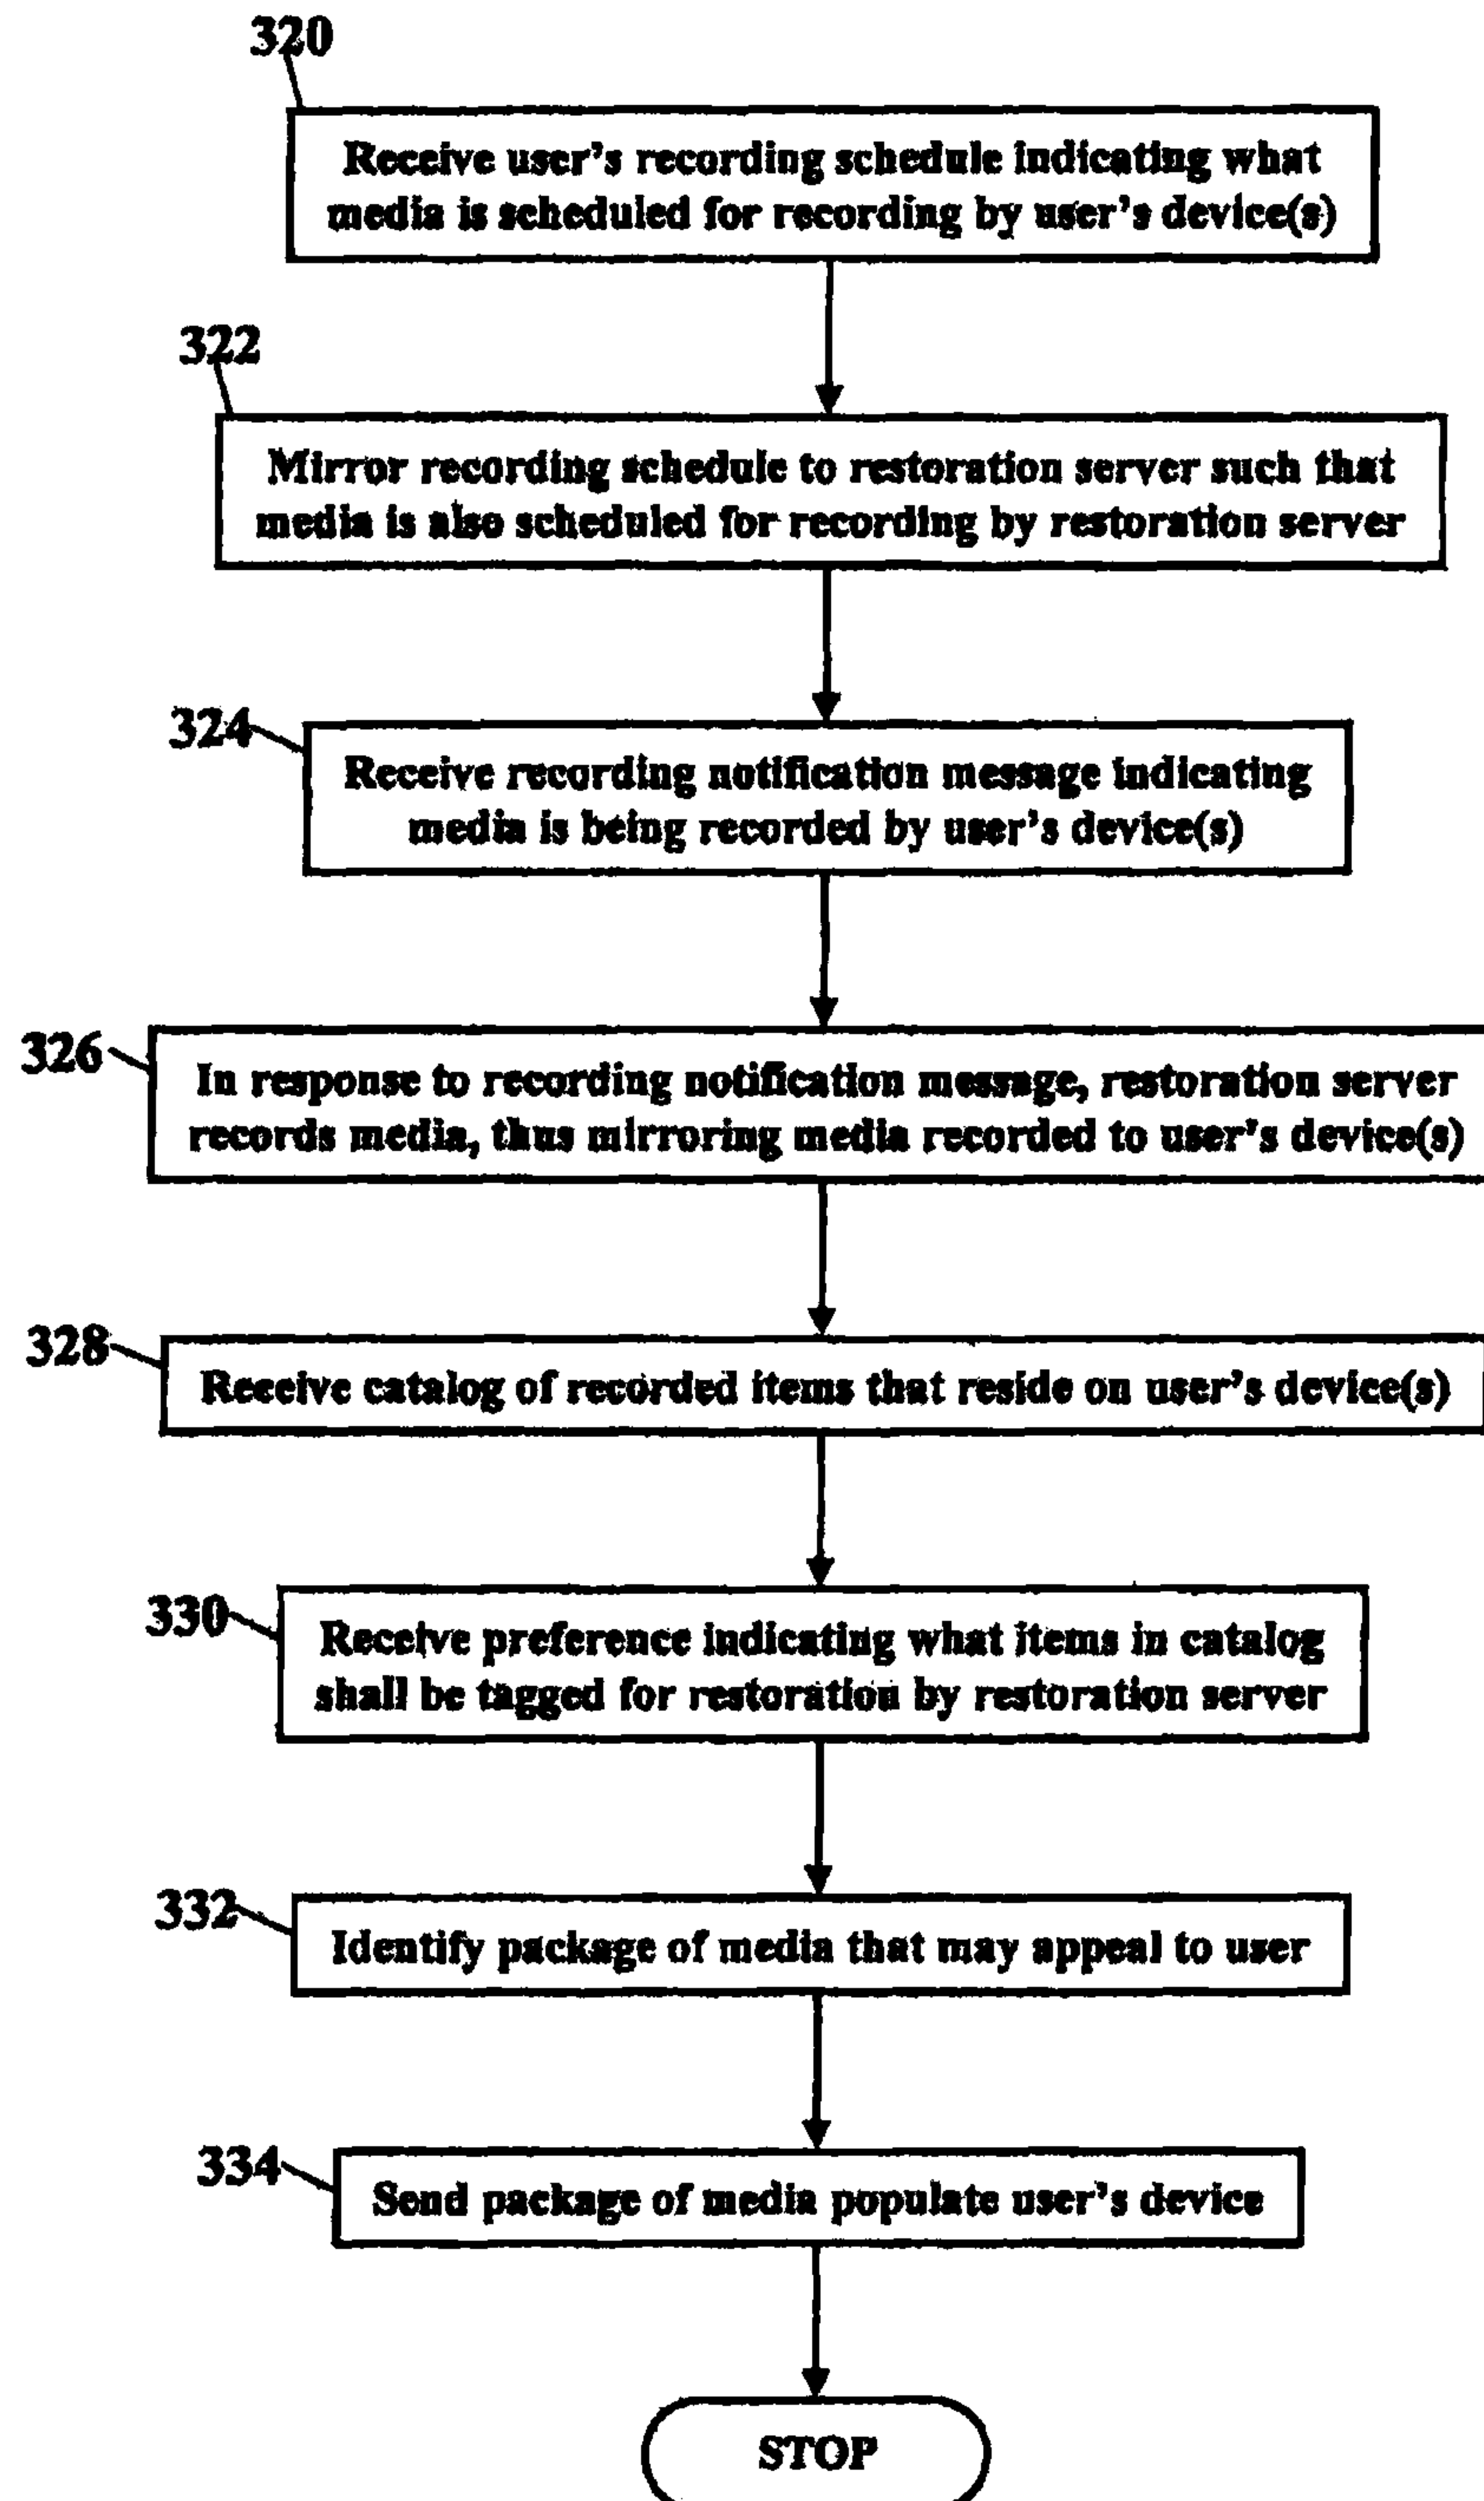 320
Receive user's recording schedule indicating what
media is scheduled for recording by user's device(s)
322
Mirror recording schedule to restoration server such that
media is also scheduled for recording by restoration server
324
Receive recording notification message indicating
media is being recorded by user's device(s)
326
In response to recording notification message, restoration server
records media, thus mirroring media recorded to user's device(s)
328
Receive catalog of recorded items that reside on user's device(s)
330
Receive preference indicating what items in catalog
shall be tagged for restoration by restoration server
332
Identify package of media that may appeal to user
334
Send package of media populate user's device
STOP